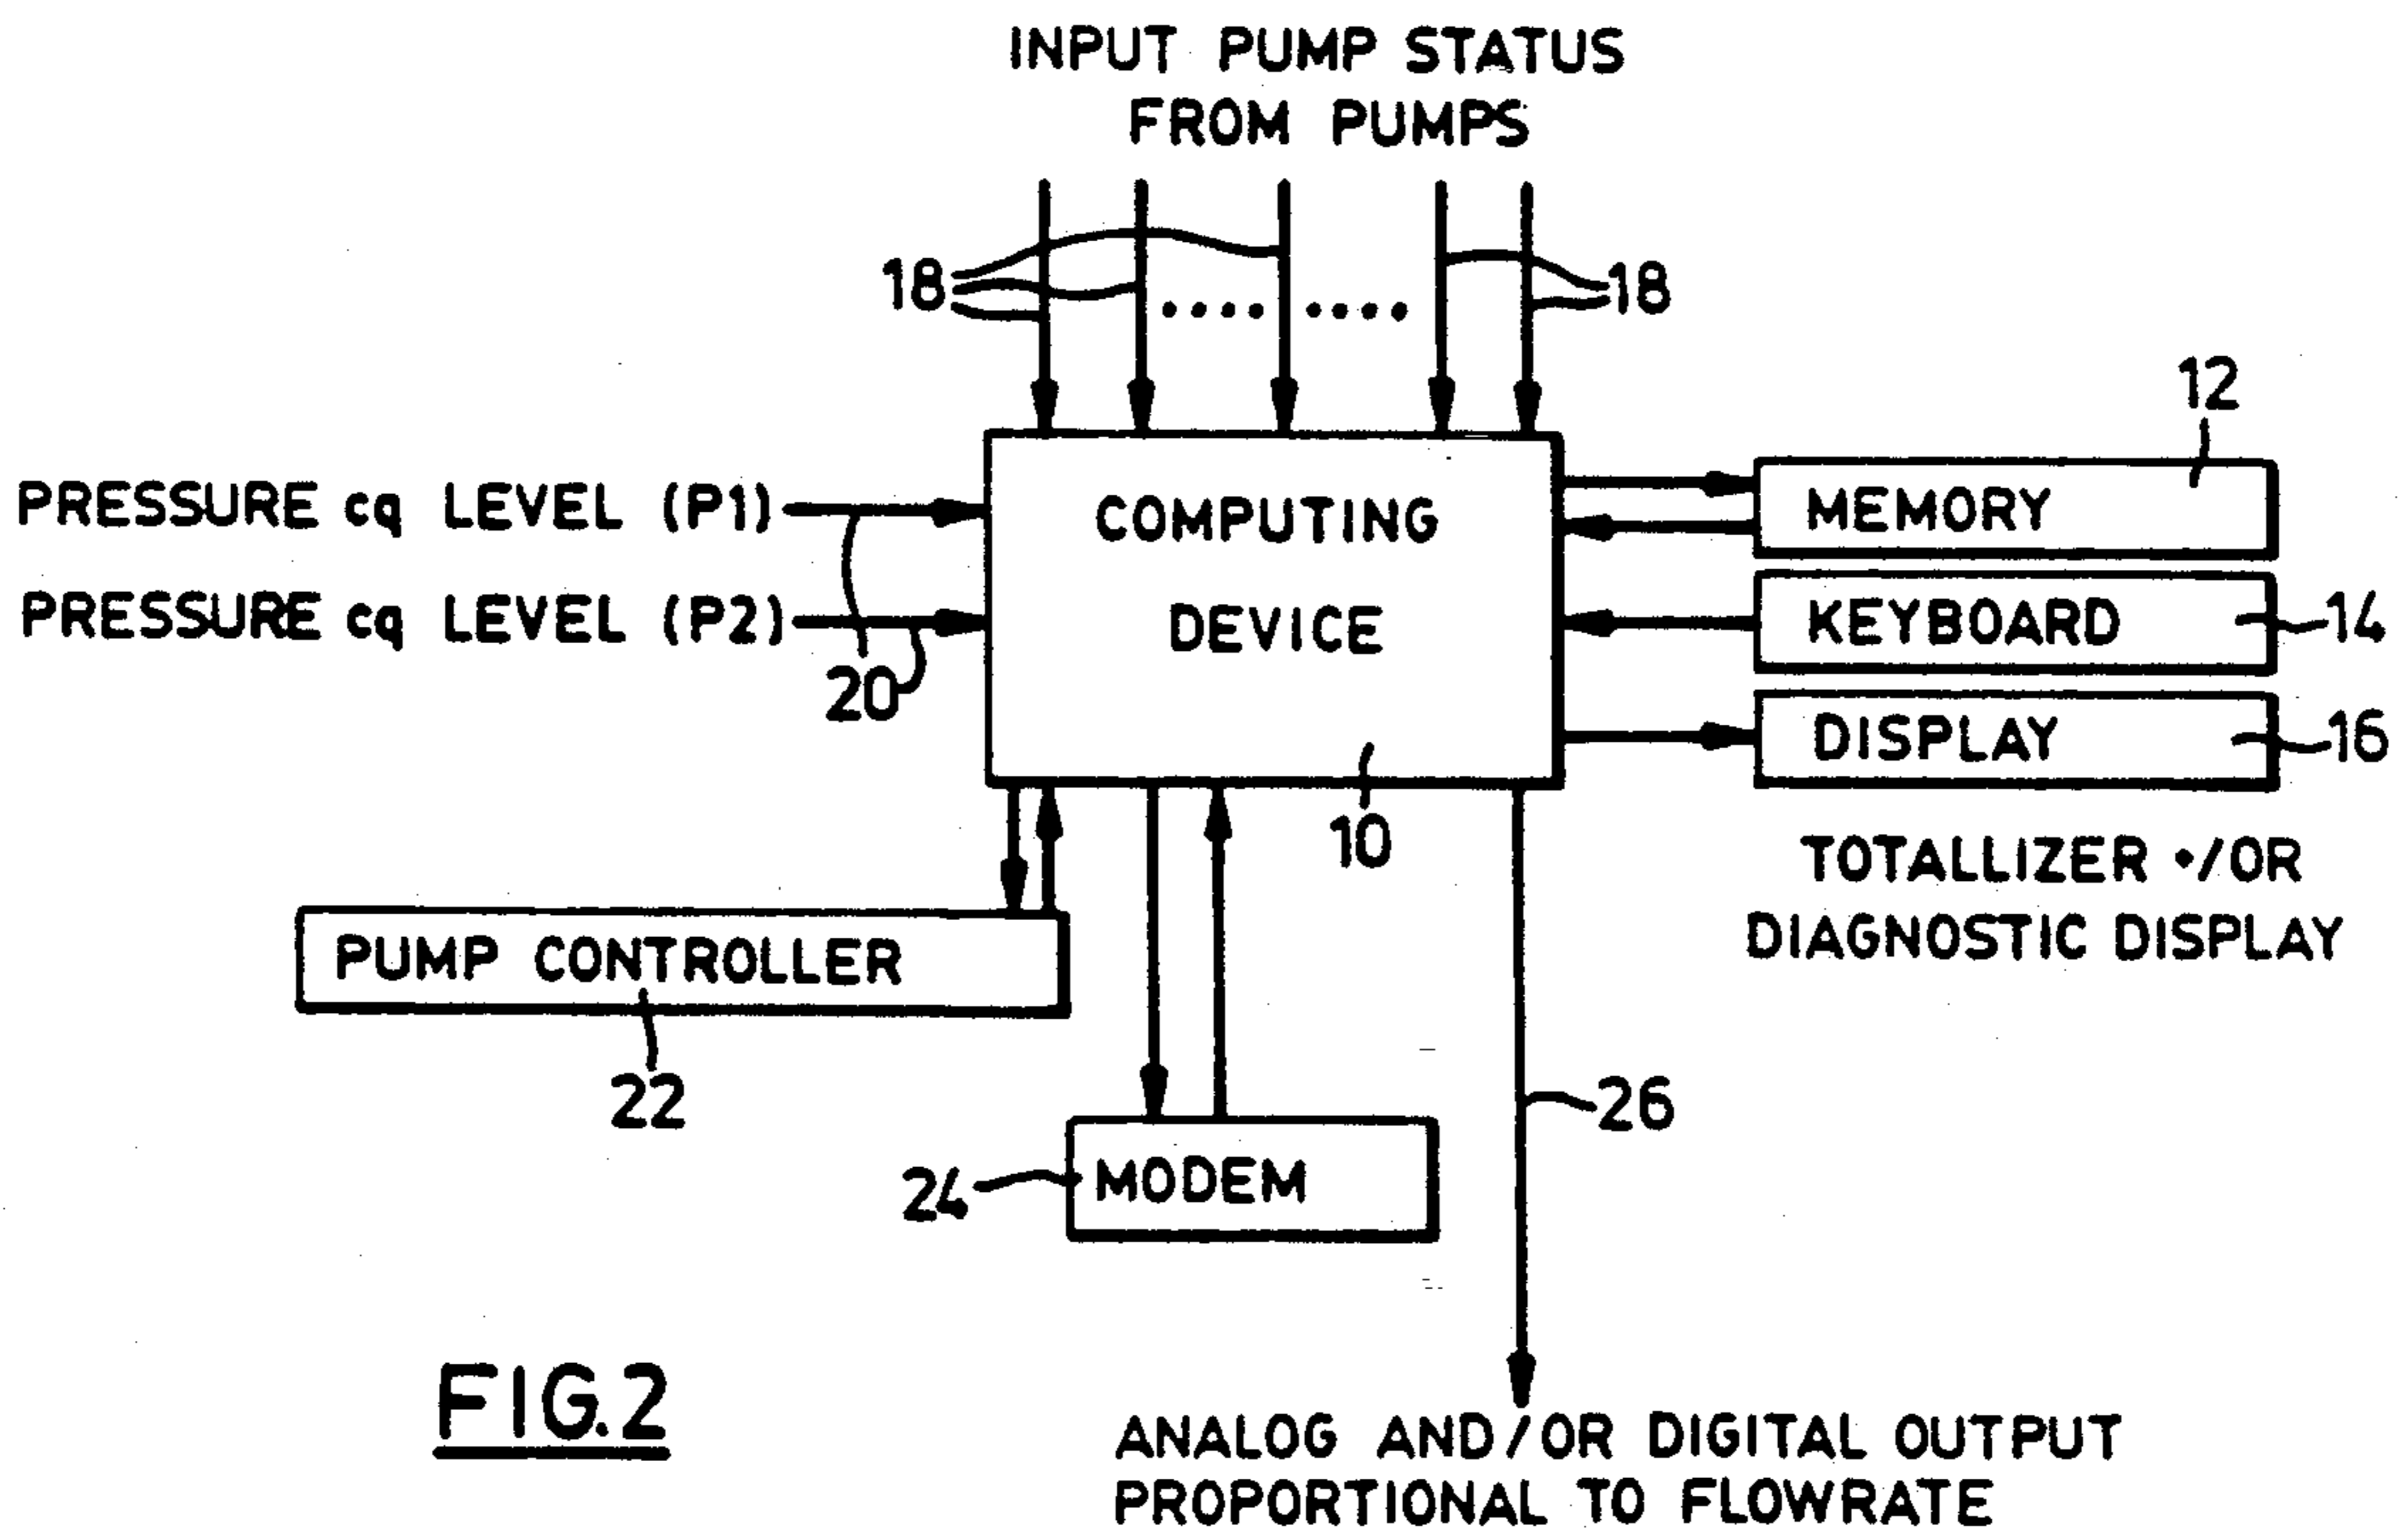 INPUT PUMP STATUS
FROM PUMPS
18
18
12
PRESSURE cq LEVEL (P1)
COMPUTING
DEVICE
MEMORY
PRESSURE cq LEVEL (P2)
KEYBOARD
14
20
DISPLAY
16
10
TOTALLIZER +/OR
DIAGNOSTIC DISPLAY
PUMP CONTROLLER
22
26
24
MODEM
FIG.2
ANALOG AND/OR DIGITAL OUTPUT
PROPORTIONAL TO FLOWRATE